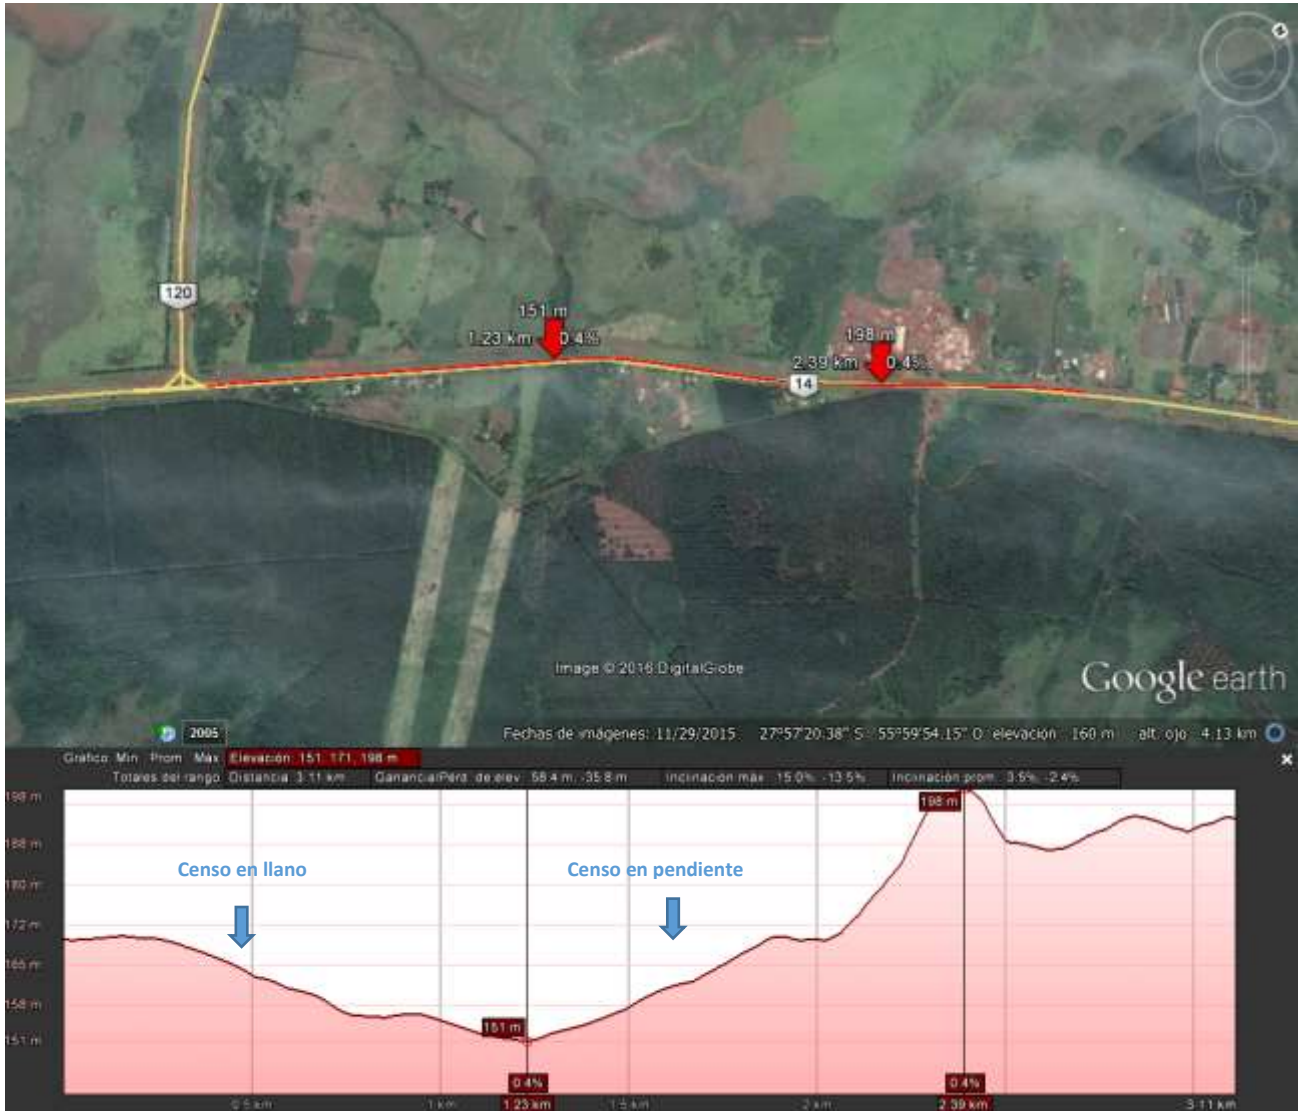 120
151 m
1.23 km 0.4%
198 m
2.39 km 0.4%
14
Image © 2016 DigitalGlobe
Google earth
2005
Fechas de imágenes: 11/29/2015 27°57'20.38" S 55°59'54.15" O elevación 160 m alt. ojo 4.13 km
Gráfico Mín Prom Máx Elevación 151, 171, 198 m
Totales del rango Distancia 3.11 km Ganancia/Pérd. de elev. 58.4 m, -35.8 m Inclinación máx 15.0%, -13.5% Inclinación prom. 3.5%, -2.4%
198 m
198 m
188 m
Censo en llano
Censo en pendiente
180 m
172 m
165 m
158 m
151 m
151 m
0.4%
0.4%
0.5 km
1 km
1.23 km
1.5 km
2 km
2.39 km
3.11 km